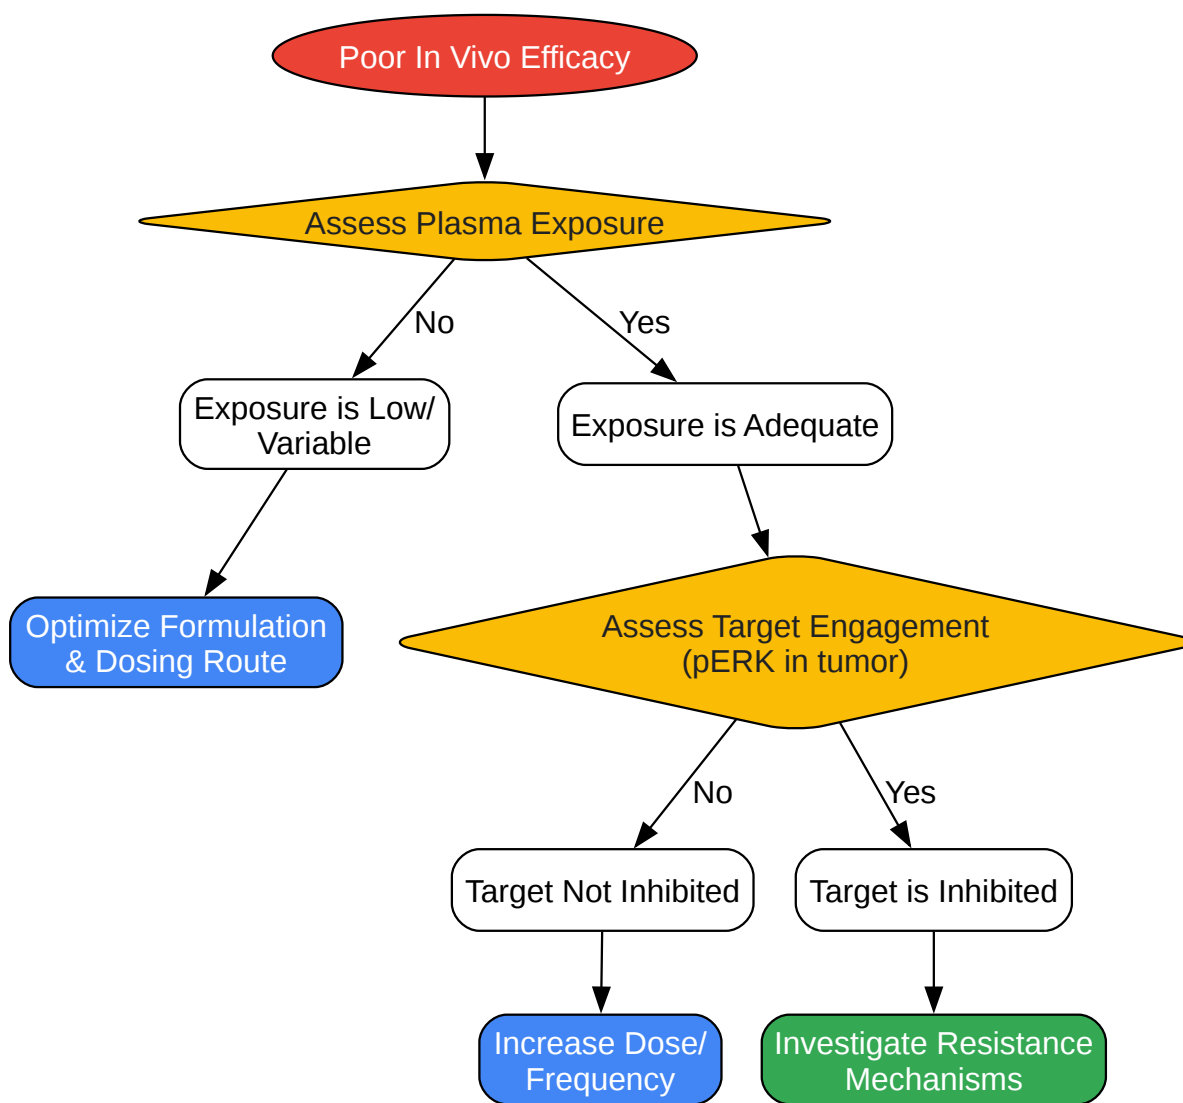 Poor In Vivo Efficacy
Assess Plasma Exposure
No
Yes
Exposure is Low/
Variable
Exposure is Adequate
Optimize Formulation
& Dosing Route
Assess Target Engagement
(pERK in tumor)
No
Yes
Target Not Inhibited
Target is Inhibited
Increase Dose/
Frequency
Investigate Resistance
Mechanisms